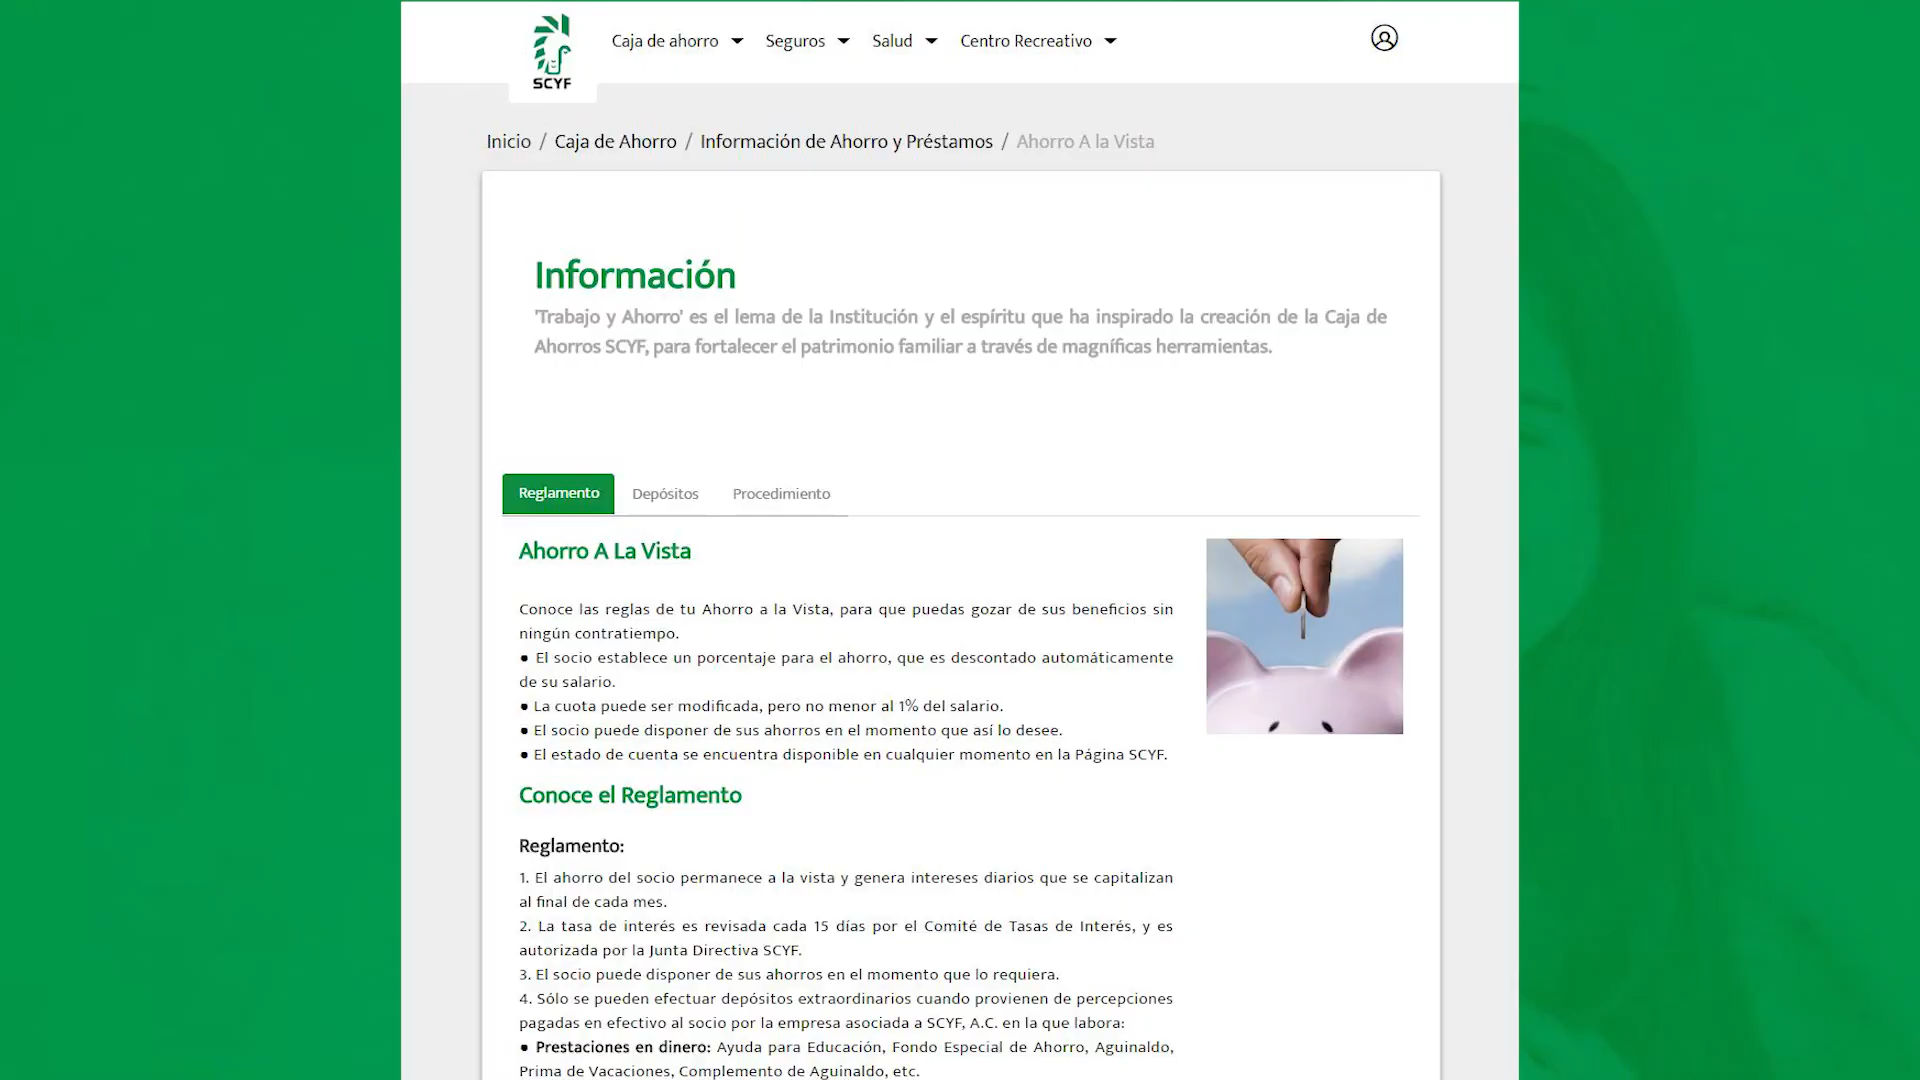 SCYF
Caja de ahorro
Seguros
Salud
Centro Recreativo
Inicio / Caja de Ahorro / Información de Ahorro y Préstamos / Ahorro A la Vista
Información
'Trabajo y Ahorro' es el lema de la Institución y el espíritu que ha inspirado la creación de la Caja de
Ahorros SCYF, para fortalecer el patrimonio familiar a través de magníficas herramientas.
Reglamento
Depósitos
Procedimiento
Ahorro A La Vista
Conoce las reglas de tu Ahorro a la Vista, para que puedas gozar de sus beneficios sin
ningún contratiempo.
● El socio establece un porcentaje para el ahorro, que es descontado automáticamente
de su salario.
● La cuota puede ser modificada, pero no menor al 1% del salario.
● El socio puede disponer de sus ahorros en el momento que así lo desee.
● El estado de cuenta se encuentra disponible en cualquier momento en la Página SCYF.
Conoce el Reglamento
Reglamento:
1. El ahorro del socio permanece a la vista y genera intereses diarios que se capitalizan
al final de cada mes.
2. La tasa de interés es revisada cada 15 días por el Comité de Tasas de Interés, y es
autorizada por la Junta Directiva SCYF.
3. El socio puede disponer de sus ahorros en el momento que lo requiera.
4. Sólo se pueden efectuar depósitos extraordinarios cuando provienen de percepciones
pagadas en efectivo al socio por la empresa asociada a SCYF, A.C. en la que labora:
● Prestaciones en dinero: Ayuda para Educación, Fondo Especial de Ahorro, Aguinaldo,
Prima de Vacaciones, Complemento de Aguinaldo, etc.